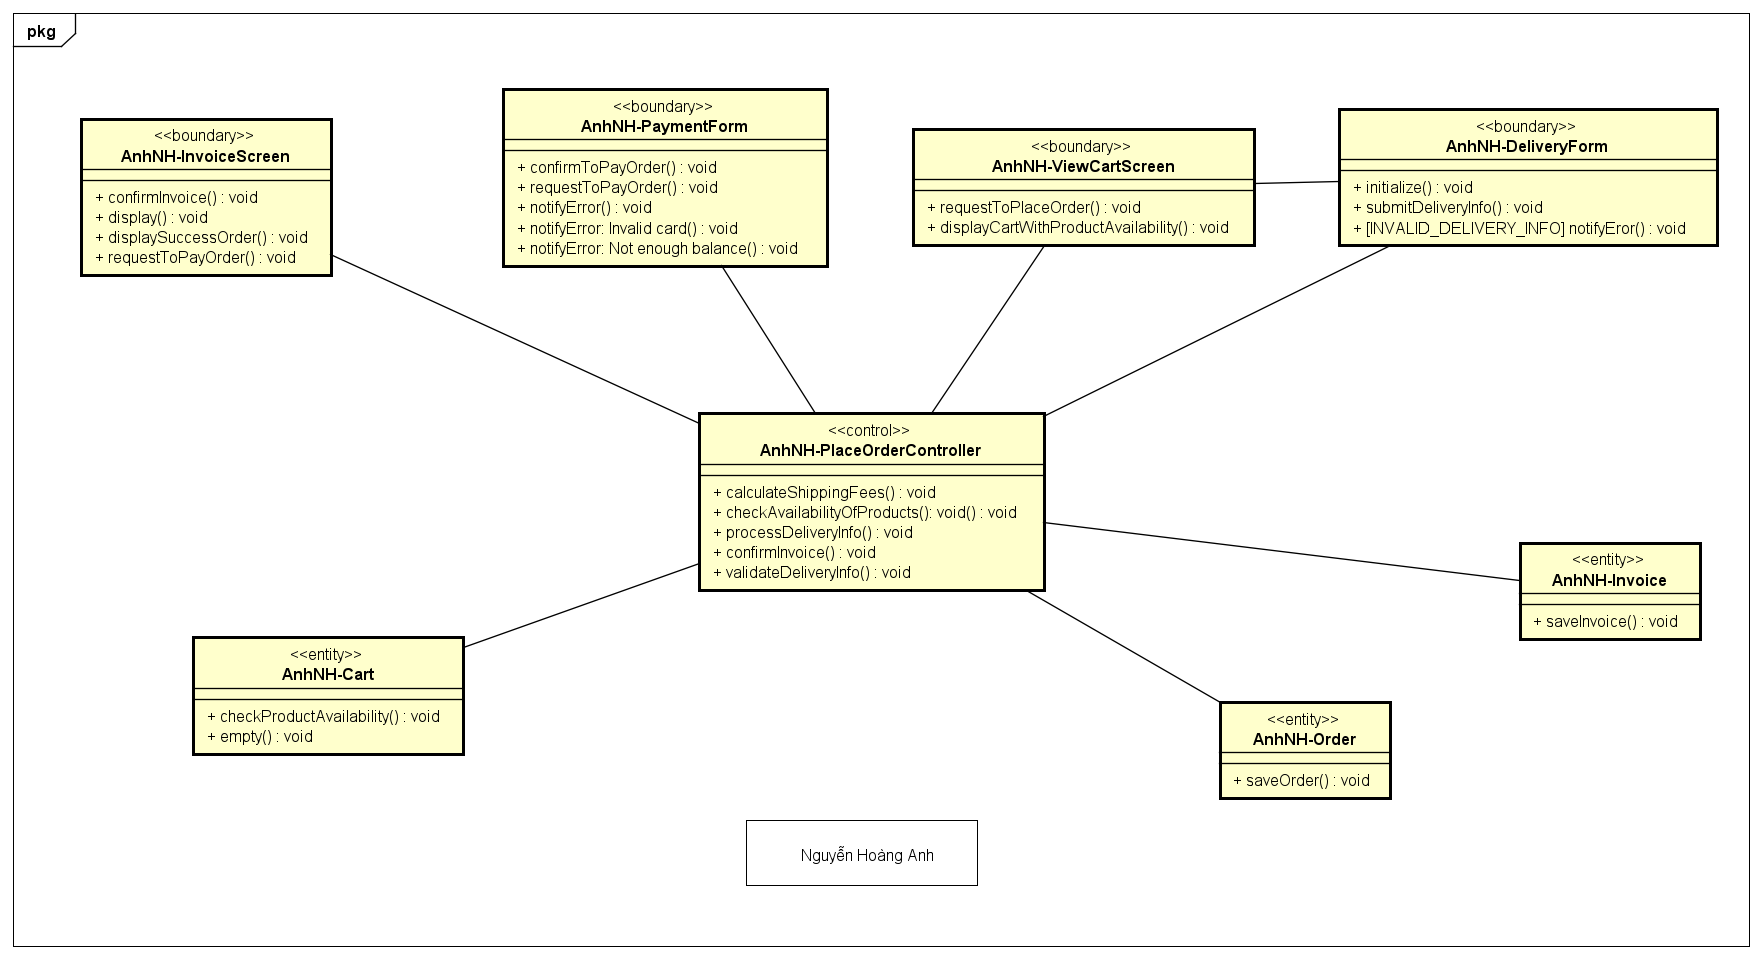 pkg
<<boundary>>
AnhNH-InvoiceScreen
+ confirmInvoice() : void
+ display() : void
+ displaySuccessOrder() : void
+ requestToPayOrder() : void
<<boundary>>
AnhNH-PaymentForm
+ confirmToPayOrder() : void
+ requestToPayOrder() : void
+ notifyError() : void
+ notifyError: Invalid card() : void
+ notifyError: Not enough balance() : void
<<boundary>>
AnhNH-ViewCartScreen
+ requestToPlaceOrder() : void
+ displayCartWithProductAvailability() : void
<<boundary>>
AnhNH-DeliveryForm
+ initialize() : void
+ submitDeliveryInfo() : void
+ [INVALID_DELIVERY_INFO] notifyEror() : void
<<control>>
AnhNH-PlaceOrderController
+ calculateShippingFees() : void
+ checkAvailabilityOfProducts(): void() : void
+ processDeliveryInfo() : void
+ confirmInvoice() : void
+ validateDeliveryInfo() : void
<<entity>>
AnhNH-Invoice
+ saveInvoice() : void
<<entity>>
AnhNH-Cart
+ checkProductAvailability() : void
+ empty() : void
<<entity>>
AnhNH-Order
+ saveOrder() : void
Nguyễn Hoàng Anh